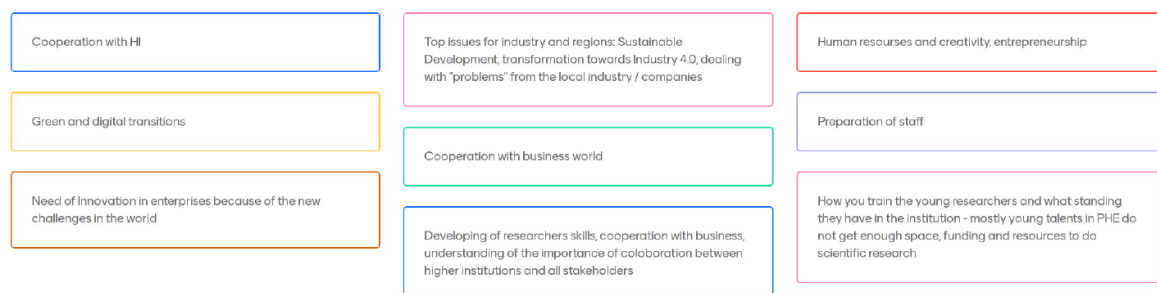 Cooperation with HI
Green and digital transitions
Need of Innovation in enterprises because of the new
challenges in the world
Top issues for industry and regions: Sustainable
Development, transformation towards Industry 4.0, dealing
with "problems" from the local industry / companies
Cooperation with business world
Developing of researchers skills, cooperation with business,
understanding of the importance of coloboration between
higher institutions and all stakeholders
Human resourses and creativity, entrepreneurship
Preparation of staff
How you train the young researchers and what standing
they have in the institution - mostly young talents in PHE do
not get enough space, funding and resources to do
scientific research